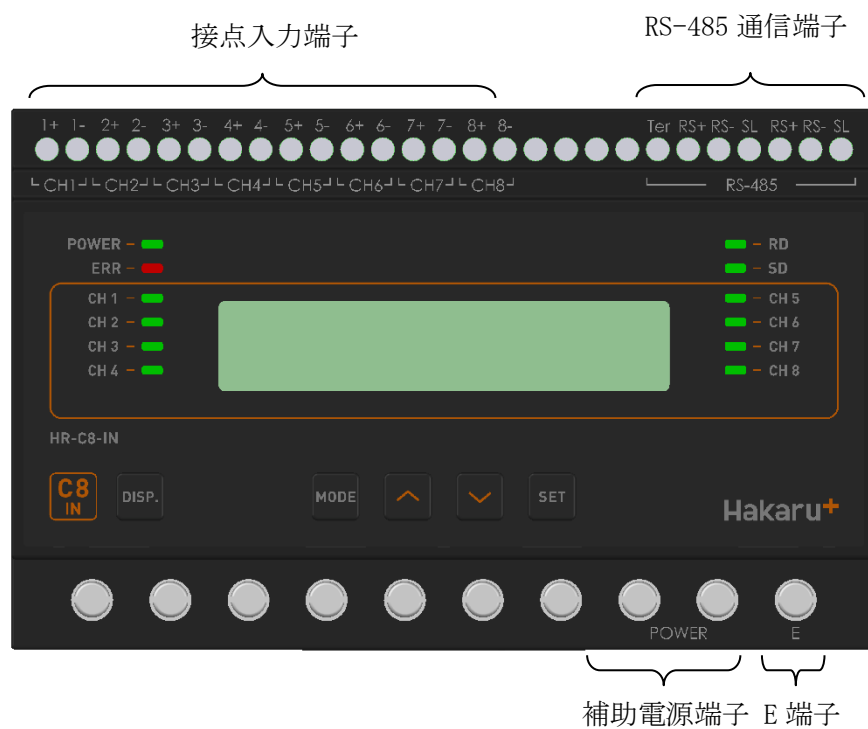 接点入力端子
RS-485 通信端子
1+ 1- 2+ 2- 3+ 3- 4+ 4- 5+ 5- 6+ 6- 7+ 7- 8+ 8- Ter RS+ RS- SL RS+ RS- SL
CH1 CH2 CH3 CH4 CH5 CH6 CH7 CH8 RS-485
POWER RD
ERR SD
CH 1 CH 5
CH 2 CH 6
CH 3 CH 7
CH 4 CH 8
HR-C8-IN
C8
IN
DISP. MODE SET
Hakaru+
POWER E
補助電源端子 E 端子